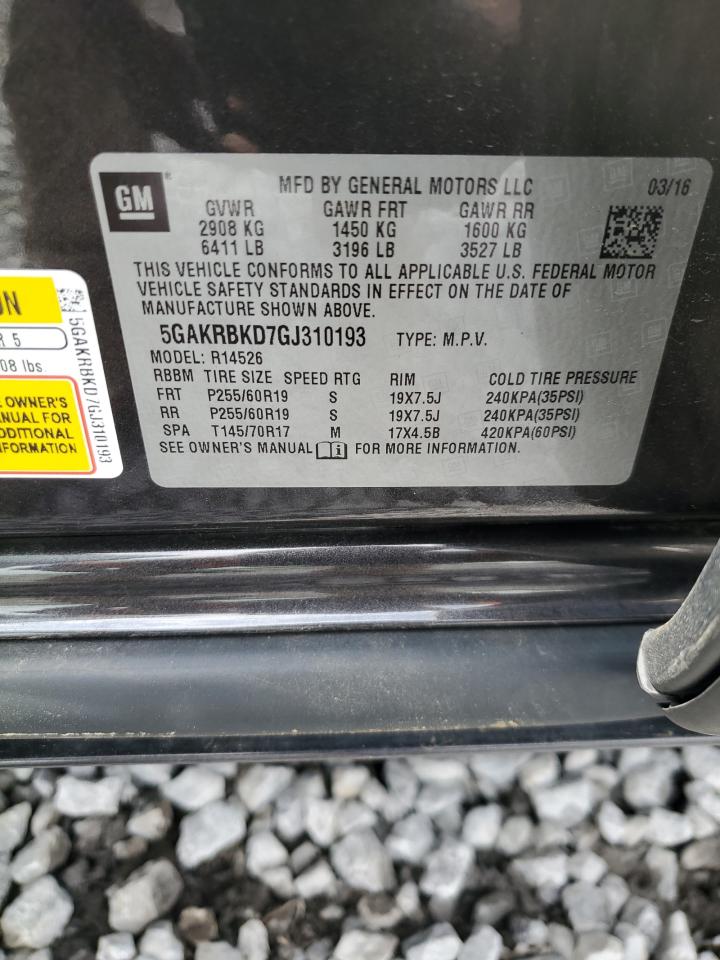 GM
MFD BY GENERAL MOTORS LLC 03/16
GVWR GAWR FRT GAWR RR
2908 KG 1450 KG 1600 KG
6411 LB 3196 LB 3527 LB
THIS VEHICLE CONFORMS TO ALL APPLICABLE U.S. FEDERAL MOTOR
VEHICLE SAFETY STANDARDS IN EFFECT ON THE DATE OF
MANUFACTURE SHOWN ABOVE.
5GAKRBKD7GJ310193 TYPE: M.P.V.
MODEL: R14526
RBBM TIRE SIZE SPEED RTG RIM COLD TIRE PRESSURE
FRT P255/60R19 S 19X7.5J 240KPA(35PSI)
RR P255/60R19 S 19X7.5J 240KPA(35PSI)
SPA T145/70R17 M 17X4.5B 420KPA(60PSI)
SEE OWNER'S MANUAL i FOR MORE INFORMATION.
5
08 lbs
OWNER'S
MANUAL FOR
ADDITIONAL
INFORMATION
5GAKRBKD7GJ310193